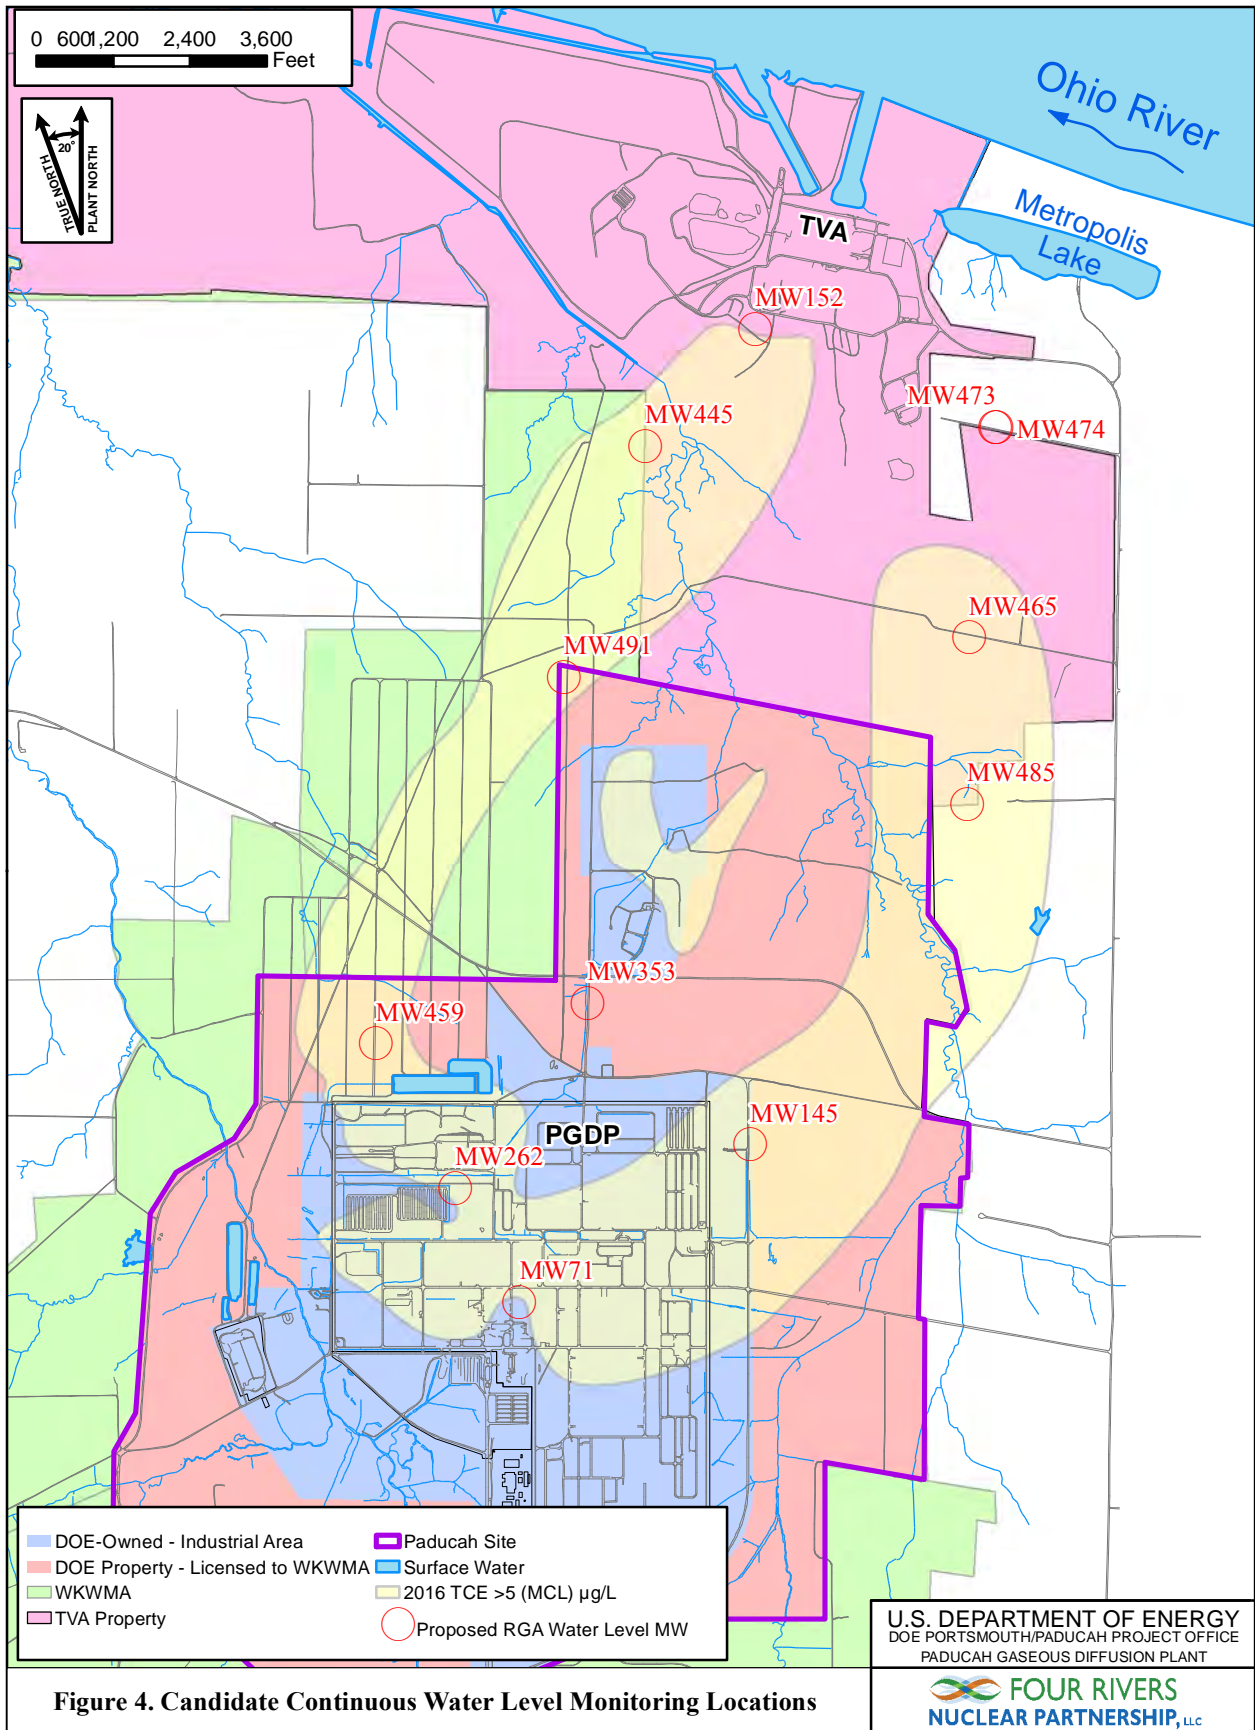 0 600 1,200 2,400 3,600
Feet
20°
TRUE NORTH
PLANT NORTH
Ohio River
Metropolis
Lake
TVA
MW152
MW473
MW445
MW474
MW465
MW491
MW485
MW353
MW459
MW145
PGDP
MW262
MW71
DOE-Owned - Industrial Area
DOE Property - Licensed to WKWMA
WKWMA
TVA Property
Paducah Site
Surface Water
2016 TCE >5 (MCL) µg/L
Proposed RGA Water Level MW
U.S. DEPARTMENT OF ENERGY
DOE PORTSMOUTH/PADUCAH PROJECT OFFICE
PADUCAH GASEOUS DIFFUSION PLANT
Figure 4. Candidate Continuous Water Level Monitoring Locations
FOUR RIVERS
NUCLEAR PARTNERSHIP, LLC